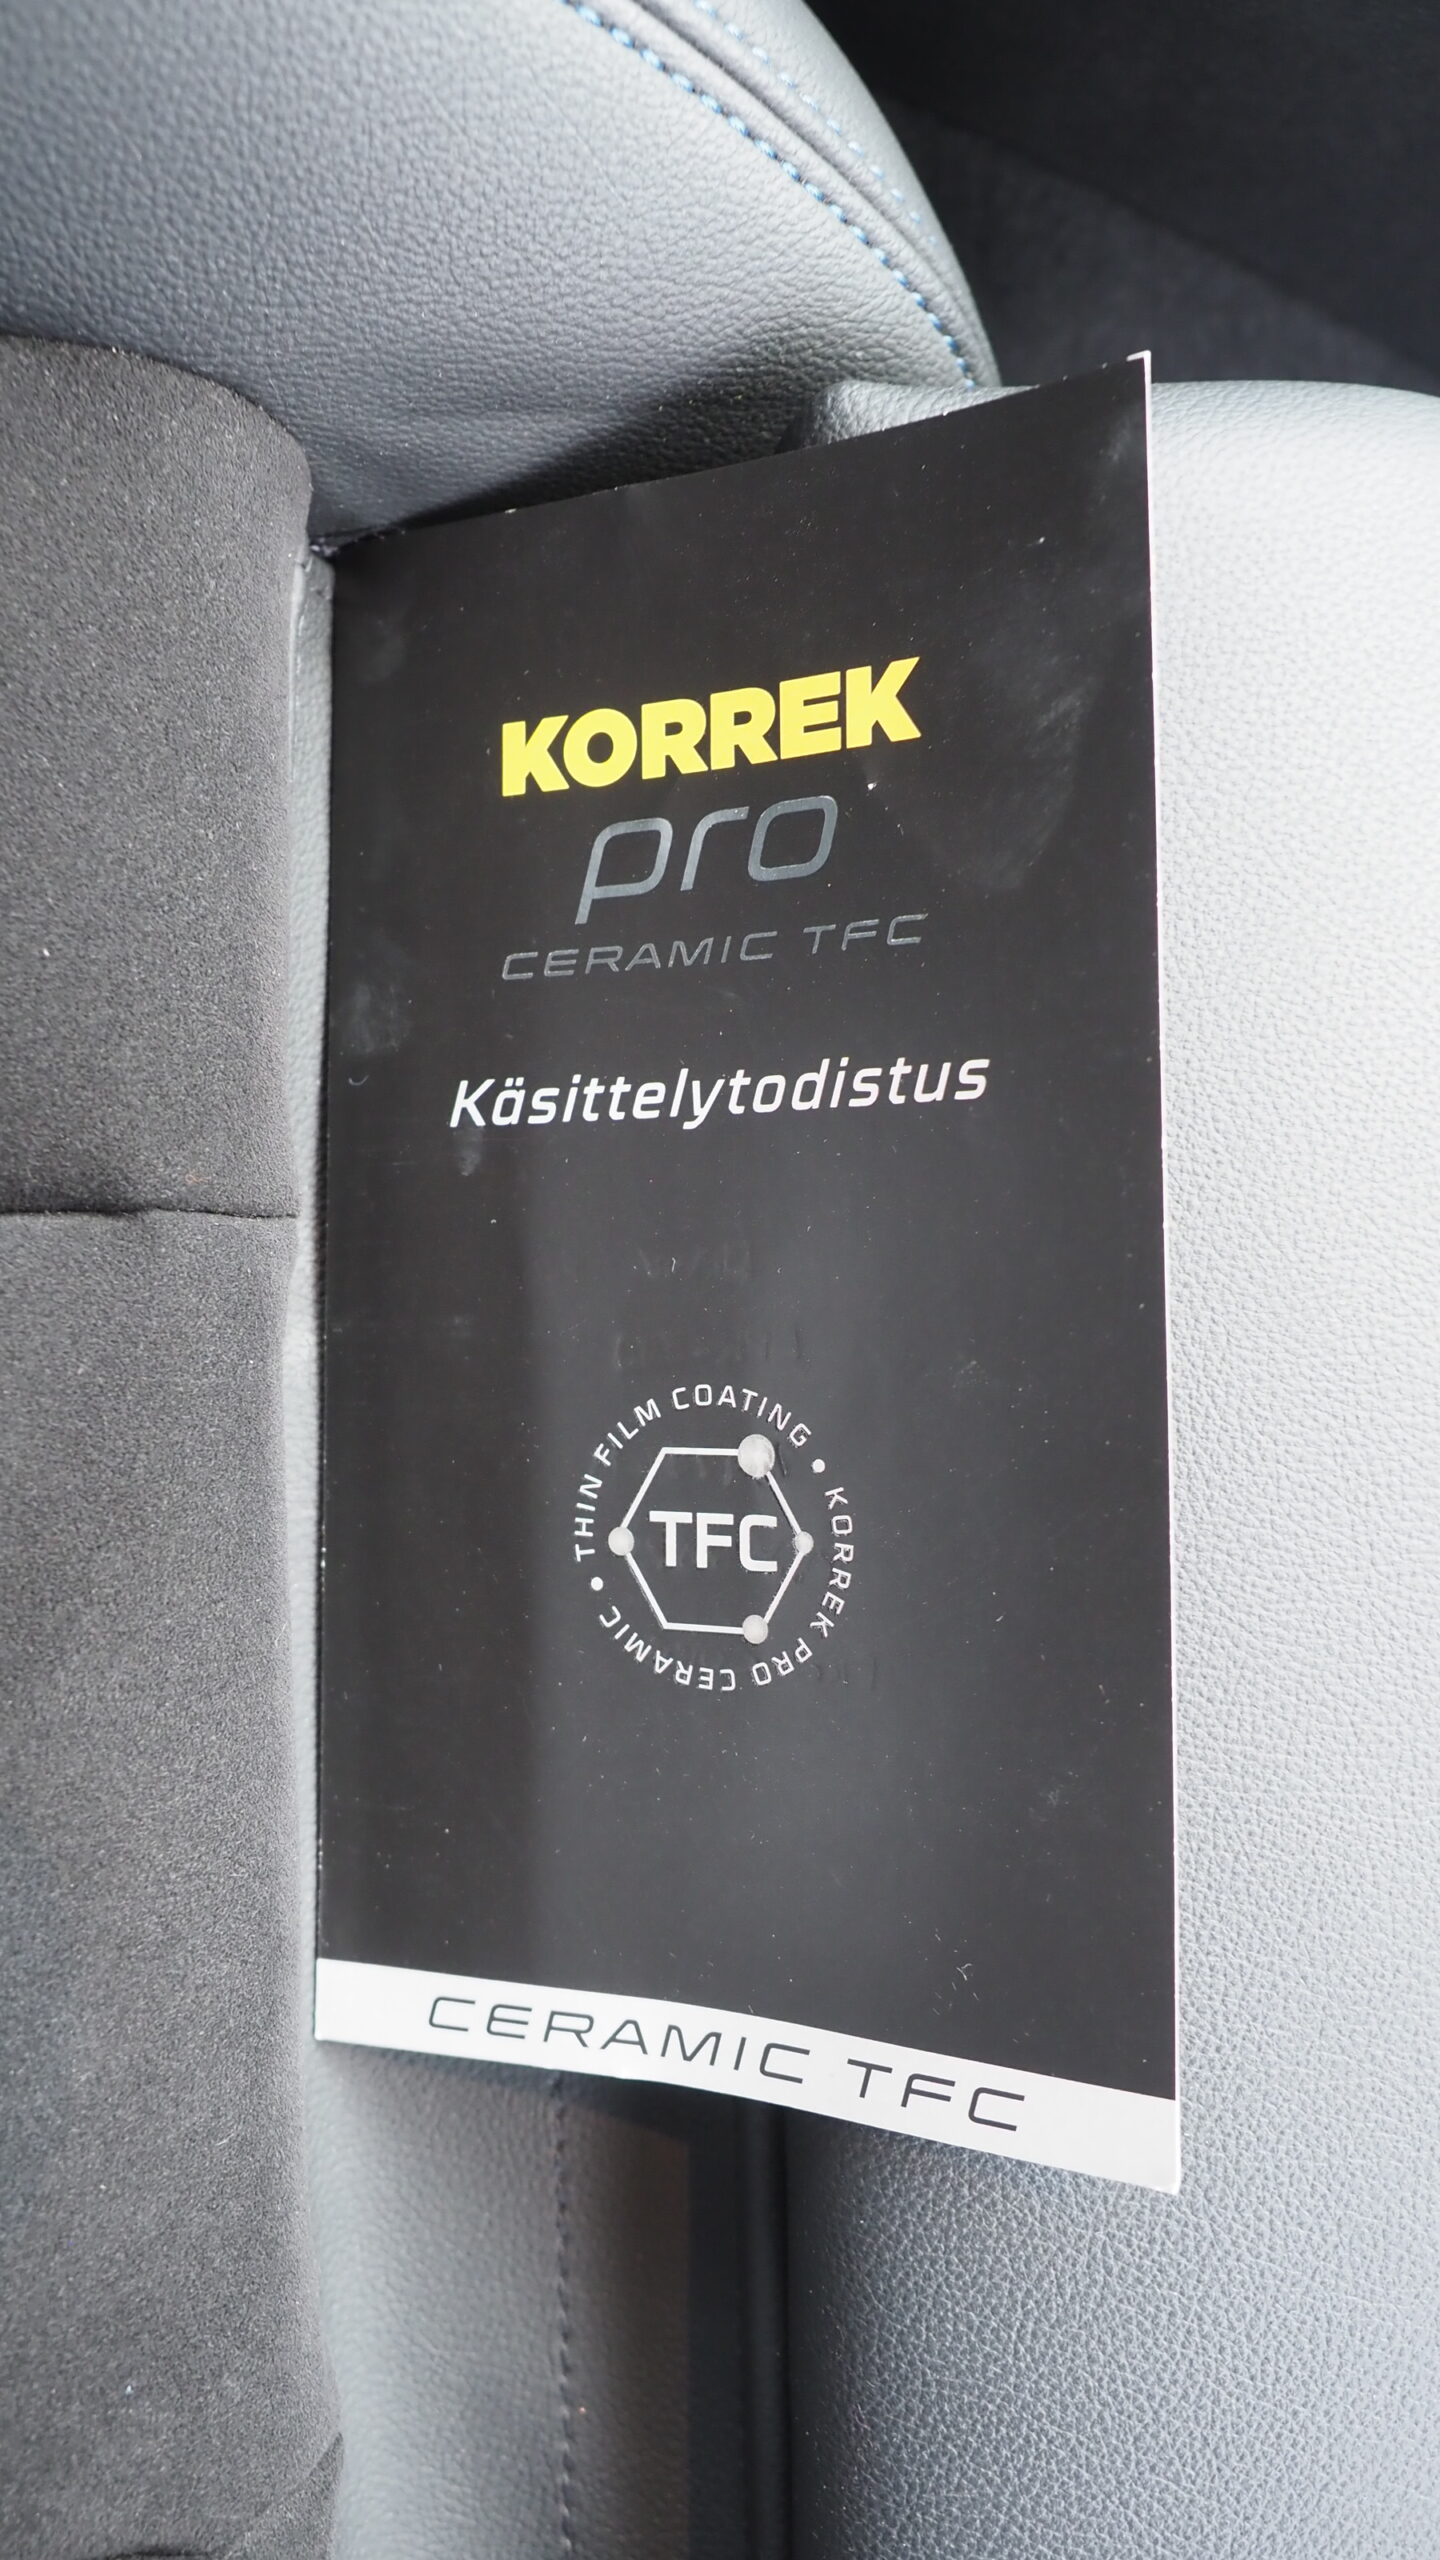 KORREK
pro
CERAMIC TFC
Käsittelytodistus
THIN FILM COATING • KORREK PRO CERAMIC •
TFC
CERAMIC TFC